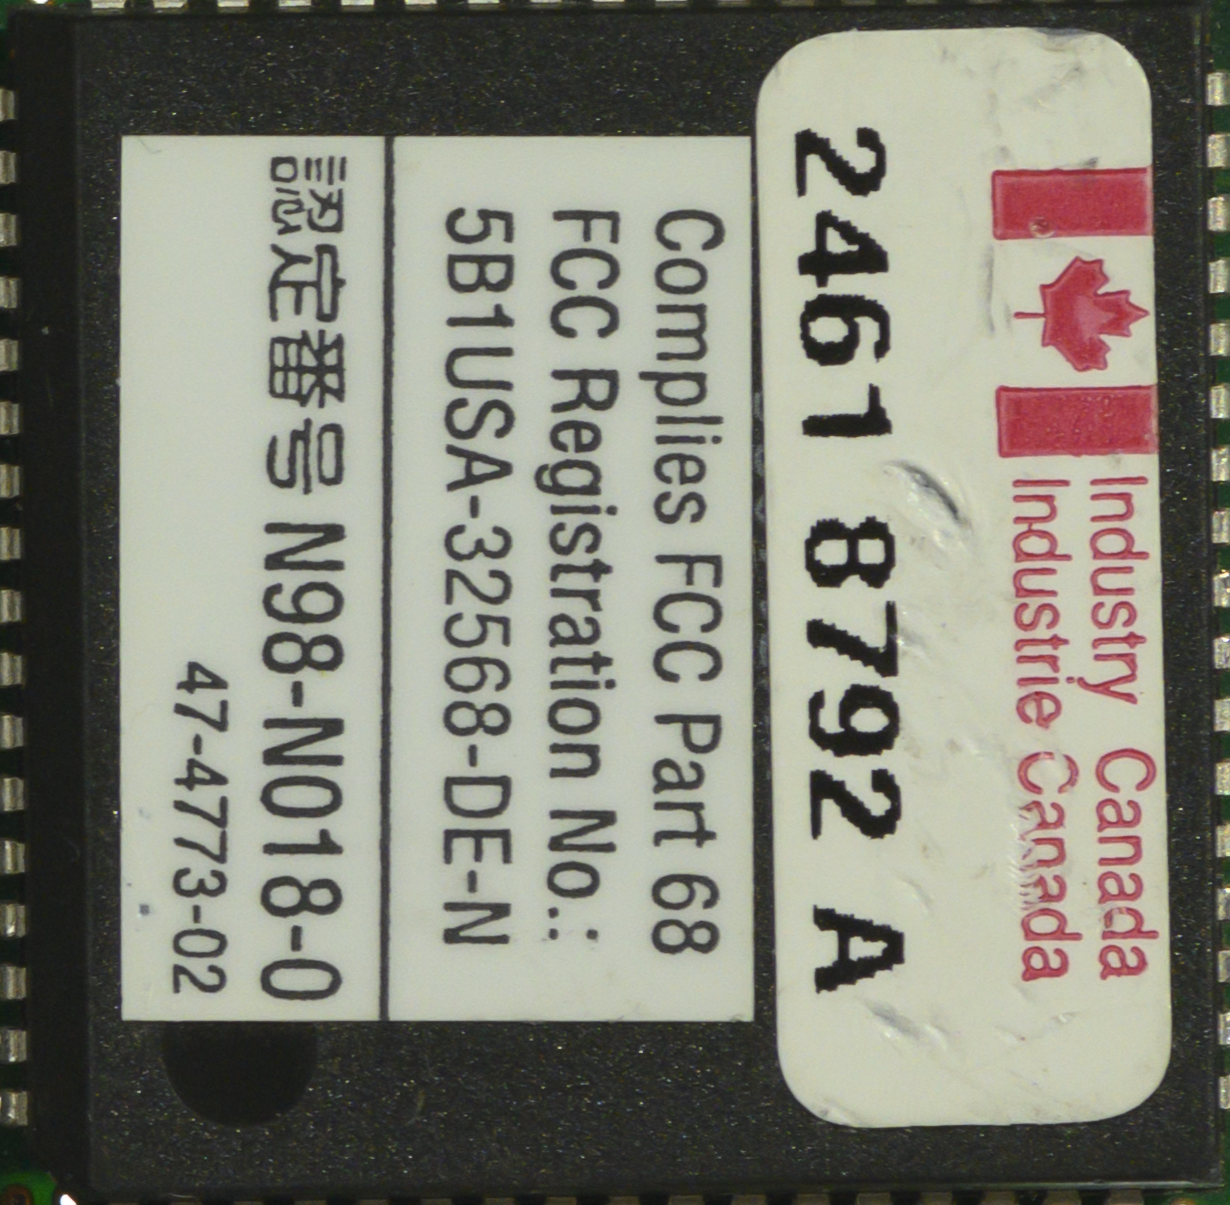 Industry Canada
Industrie Canada
2461 8792 A
Complies FCC Part 68
FCC Registration No.:
5B1USA-32568-DE-N
認定番号 N98-N018-0
47-4773-02